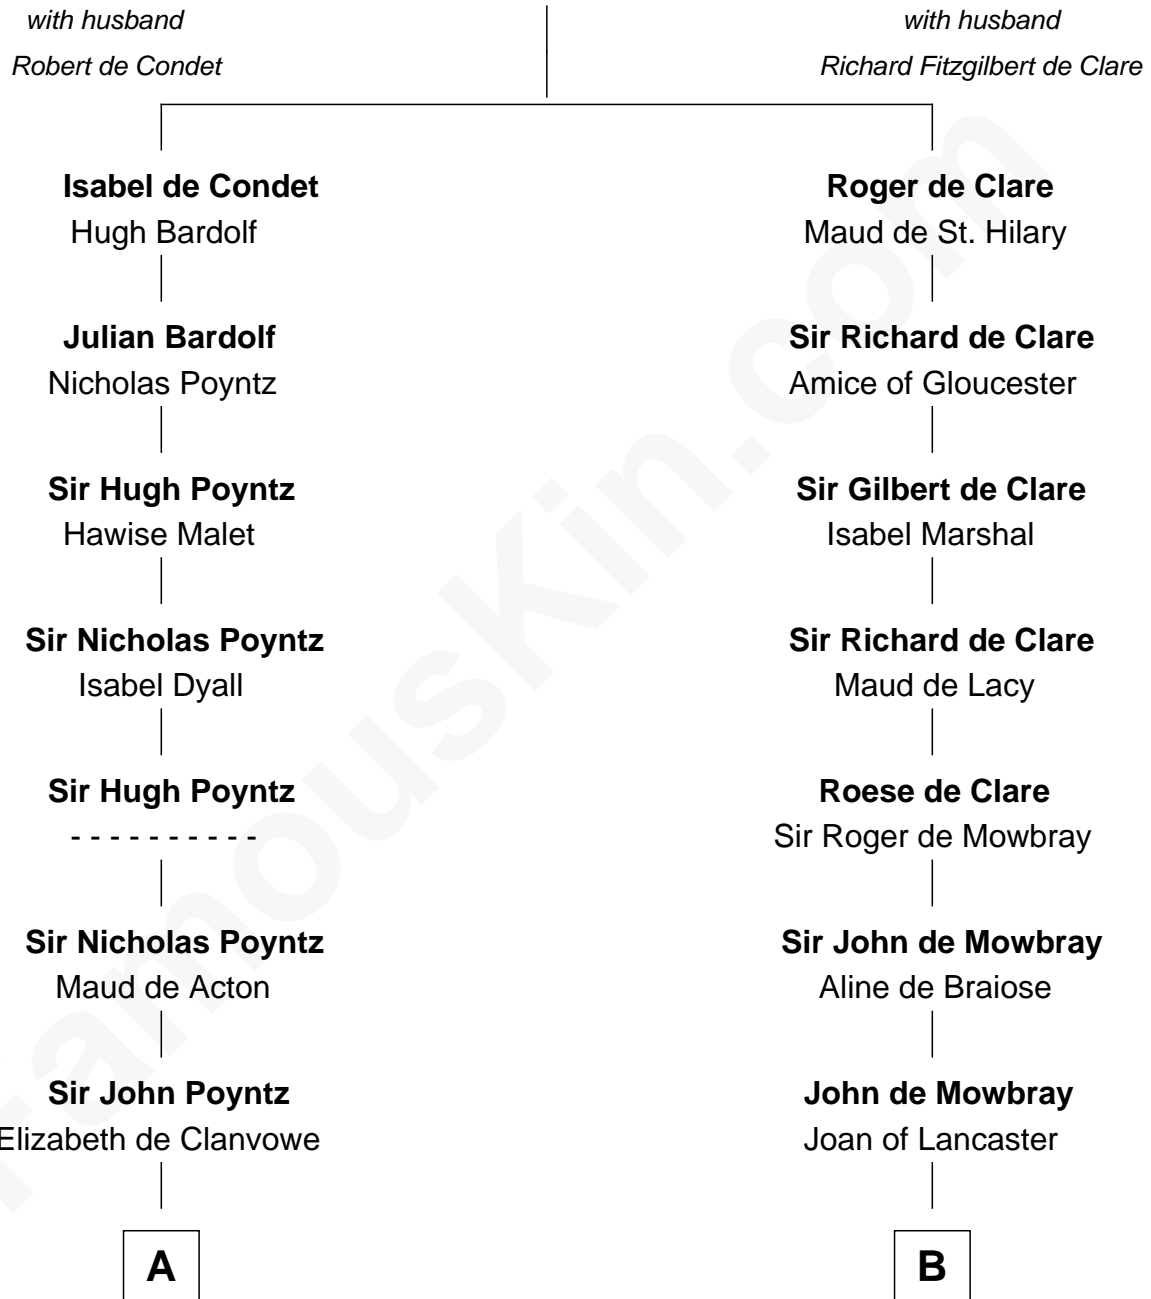 with husband
Robert de Condet
with husband
Richard Fitzgilbert de Clare
Isabel de Condet
Hugh Bardolf
Roger de Clare
Maud de St. Hilary
Julian Bardolf
Nicholas Poyntz
Sir Richard de Clare
Amice of Gloucester
Sir Hugh Poyntz
Hawise Malet
Sir Gilbert de Clare
Isabel Marshal
Sir Nicholas Poyntz
Isabel Dyall
Sir Richard de Clare
Maud de Lacy
Sir Hugh Poyntz
- - - - - - - - - -
Roese de Clare
Sir Roger de Mowbray
Sir Nicholas Poyntz
Maud de Acton
Sir John de Mowbray
Aline de Braiose
Sir John Poyntz
Elizabeth de Clanvowe
John de Mowbray
Joan of Lancaster
A
B
FamousKin.com